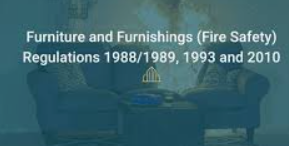 Furniture and Furnishings (Fire Safety)
Regulations 1988/1989, 1993 and 2010